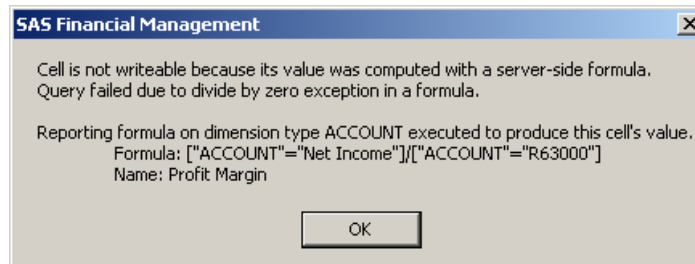 SAS Financial Management
Cell is not writeable because its value was computed with a server-side formula.
Query failed due to divide by zero exception in a formula.
Reporting formula on dimension type ACCOUNT executed to produce this cell's value.
Formula: ["ACCOUNT"="Net Income"]/["ACCOUNT"="R63000"]
Name: Profit Margin
OK